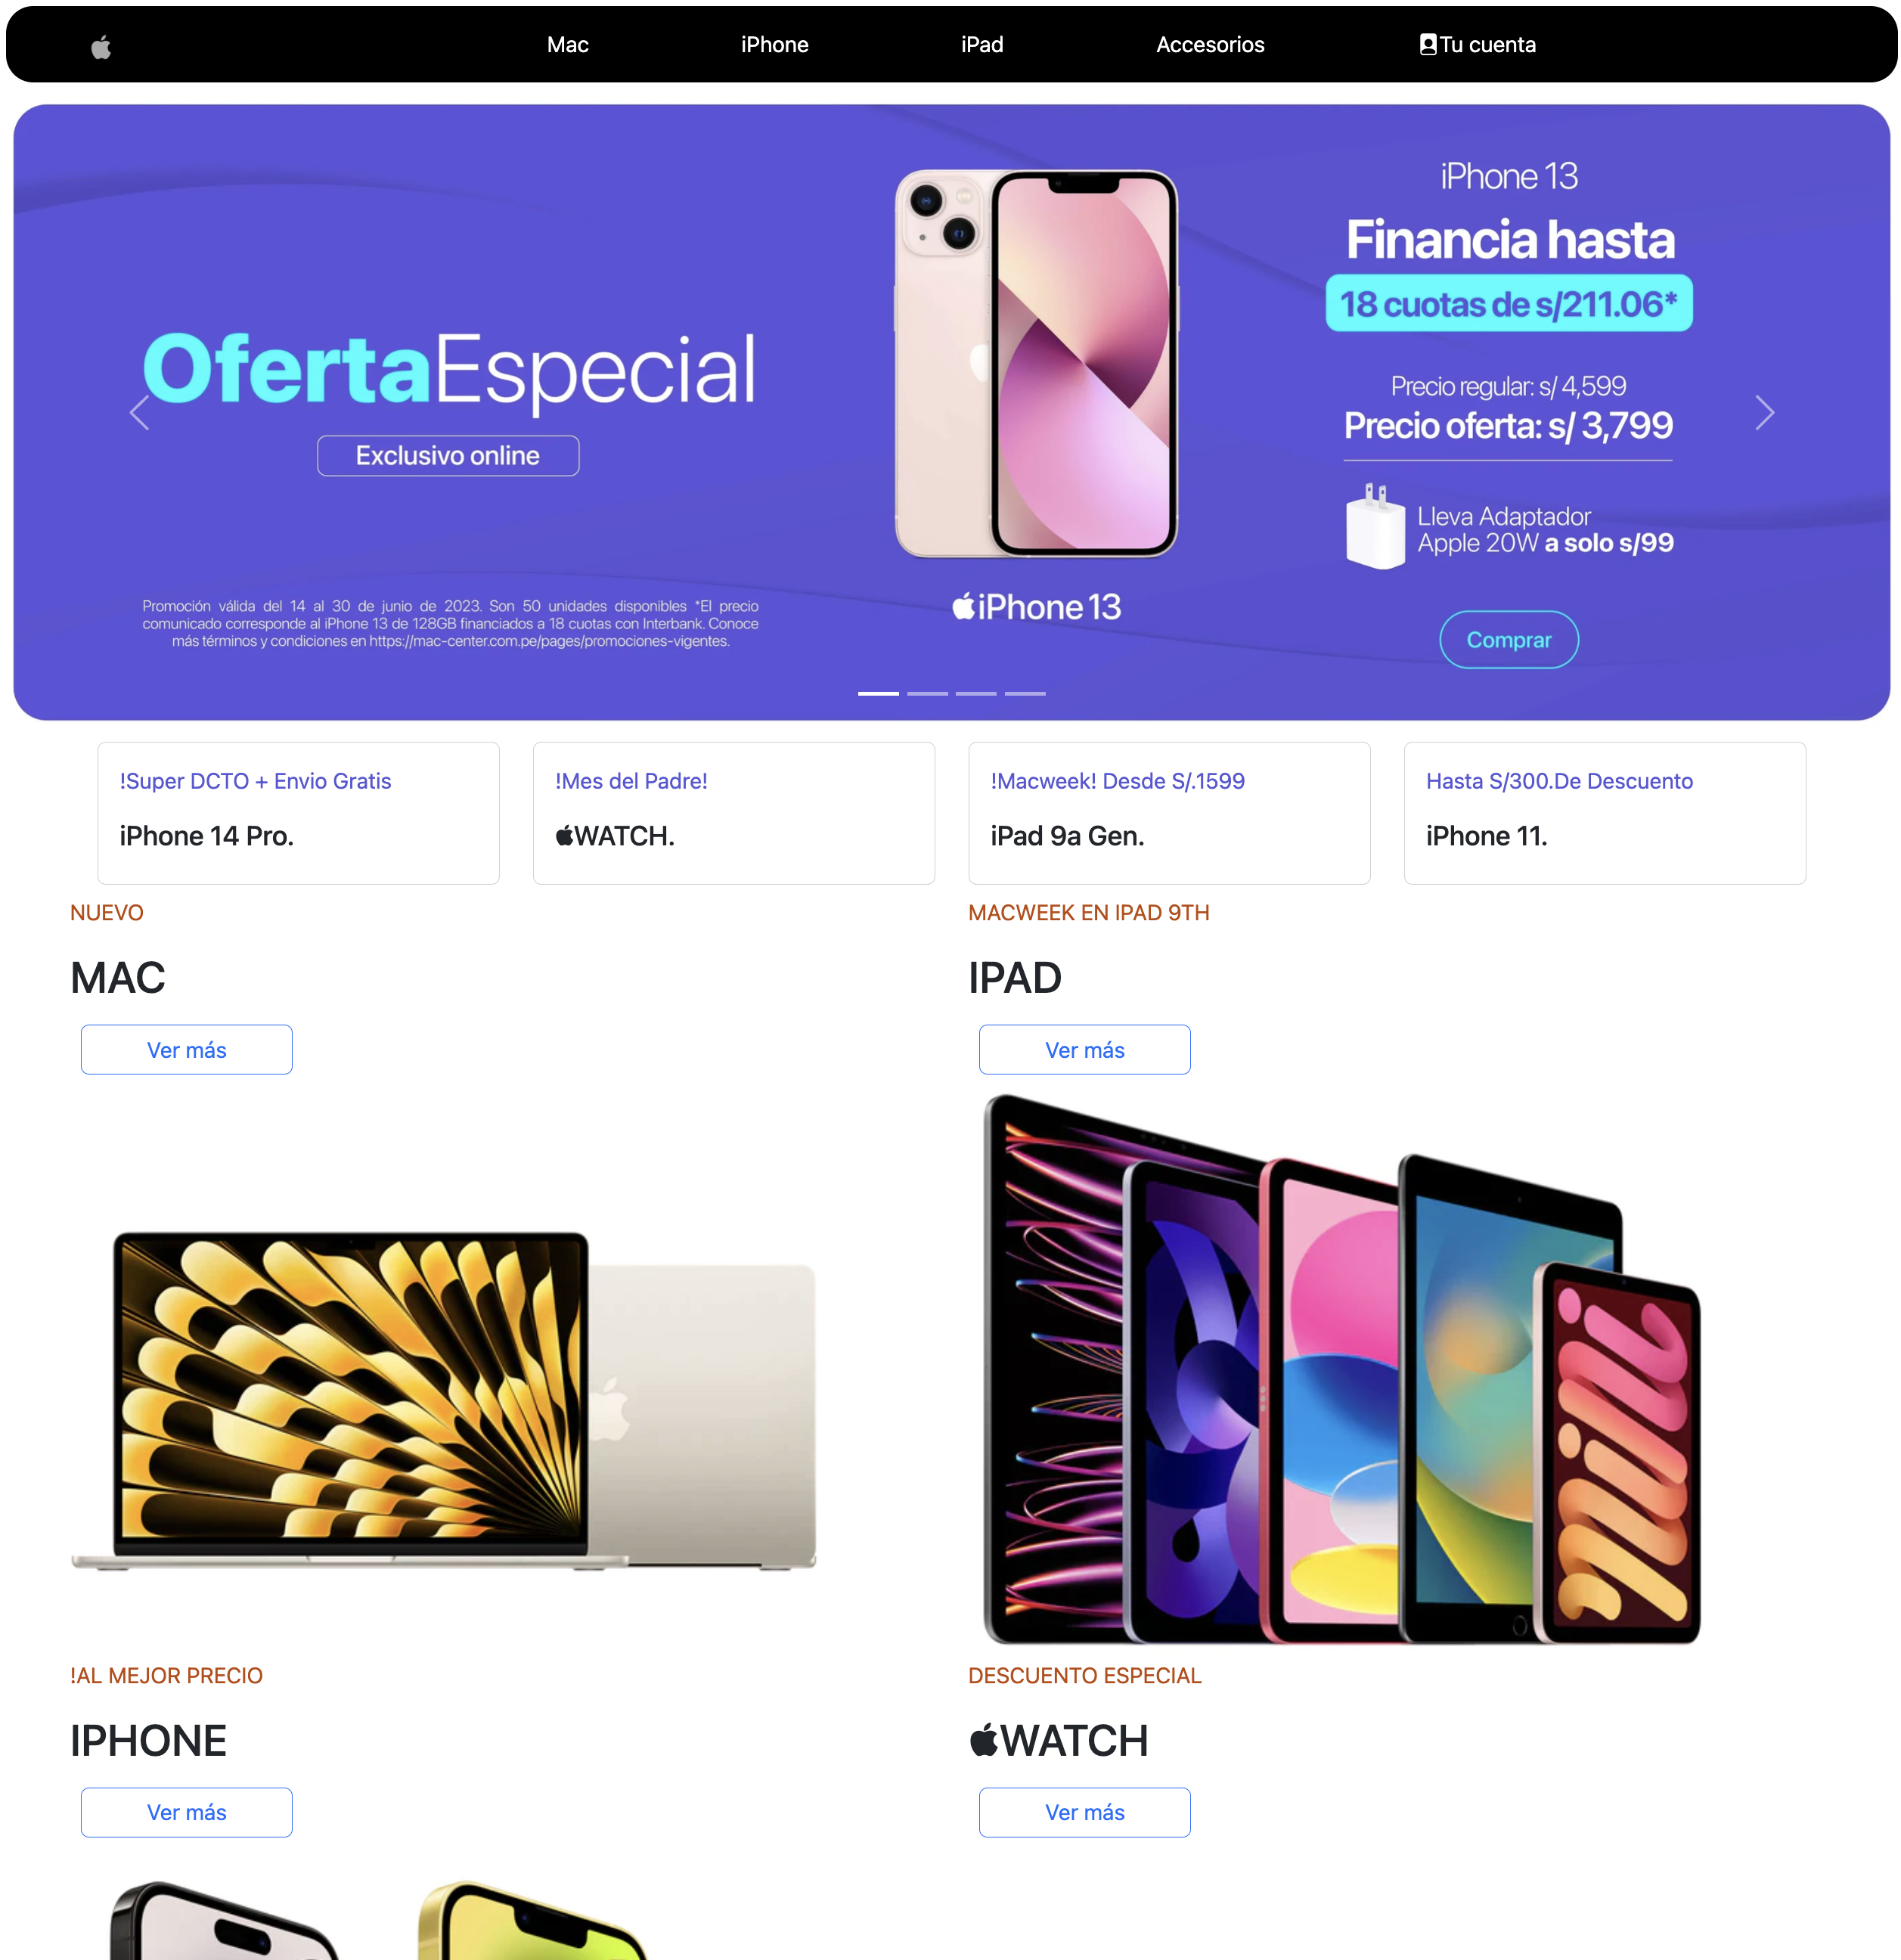 Mac iPhone iPad Accesorios Tu cuenta
OfertaEspecial
Exclusivo online
Promoción válida del 14 al 30 de junio de 2023. Son 50 unidades disponibles *El precio
comunicado corresponde al iPhone 13 de 128GB financiados a 18 cuotas con Interbank. Conoce
más términos y condiciones en https://mac-center.com.pe/pages/promociones-vigentes.
iPhone 13
iPhone 13
Financia hasta
18 cuotas de s/211.06*
Precio regular: s/ 4,599
Precio oferta: s/ 3,799
Lleva Adaptador
Apple 20W a solo s/99
Comprar
!Super DCTO + Envio Gratis
iPhone 14 Pro.
!Mes del Padre!
WATCH.
!Macweek! Desde S/.1599
iPad 9a Gen.
Hasta S/300.De Descuento
iPhone 11.
NUEVO
MAC
Ver más
MACWEEK EN IPAD 9TH
IPAD
Ver más
mini
!AL MEJOR PRECIO
IPHONE
Ver más
DESCUENTO ESPECIAL
WATCH
Ver más